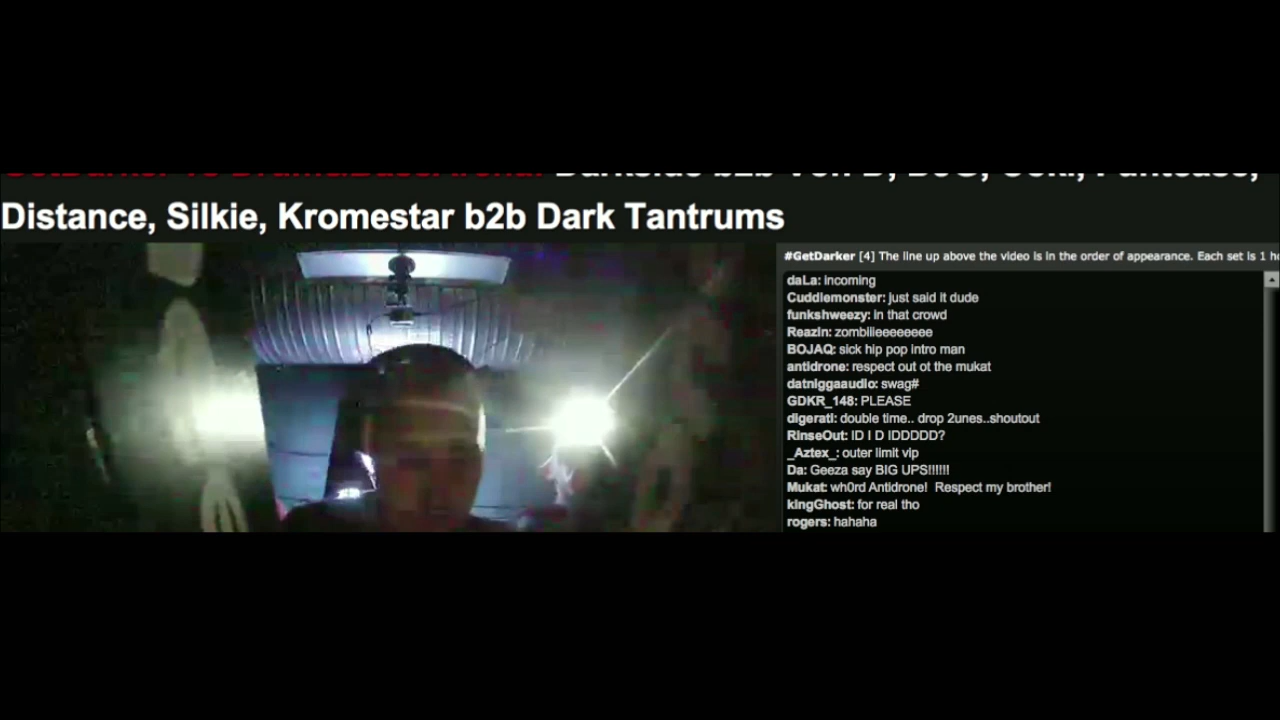 Distance, Silkie, Kromestar b2b Dark Tantrums
#GetDarker [4] The line up above the video is in the order of appearance. Each set is 1
daLa: incoming
Cuddlemonster: just said it dude
funkshweezy: in that crowd
Reazin: zombiiieeeeeeee
BOJAQ: sick hip pop intro man
antidrone: respect out ot the mukat
datniggaaudio: swag#
GDKR_148: PLEASE
digerati: double time.. drop 2unes..shoutout
RinseOut: ID I D IDDDDD?
_Aztex_: outer limit vip
Da: Geeza say BIG UPS!!!!!!
Mukat: wh0rd Antidrone! Respect my brother!
kingGhost: for real tho
rogers: hahaha